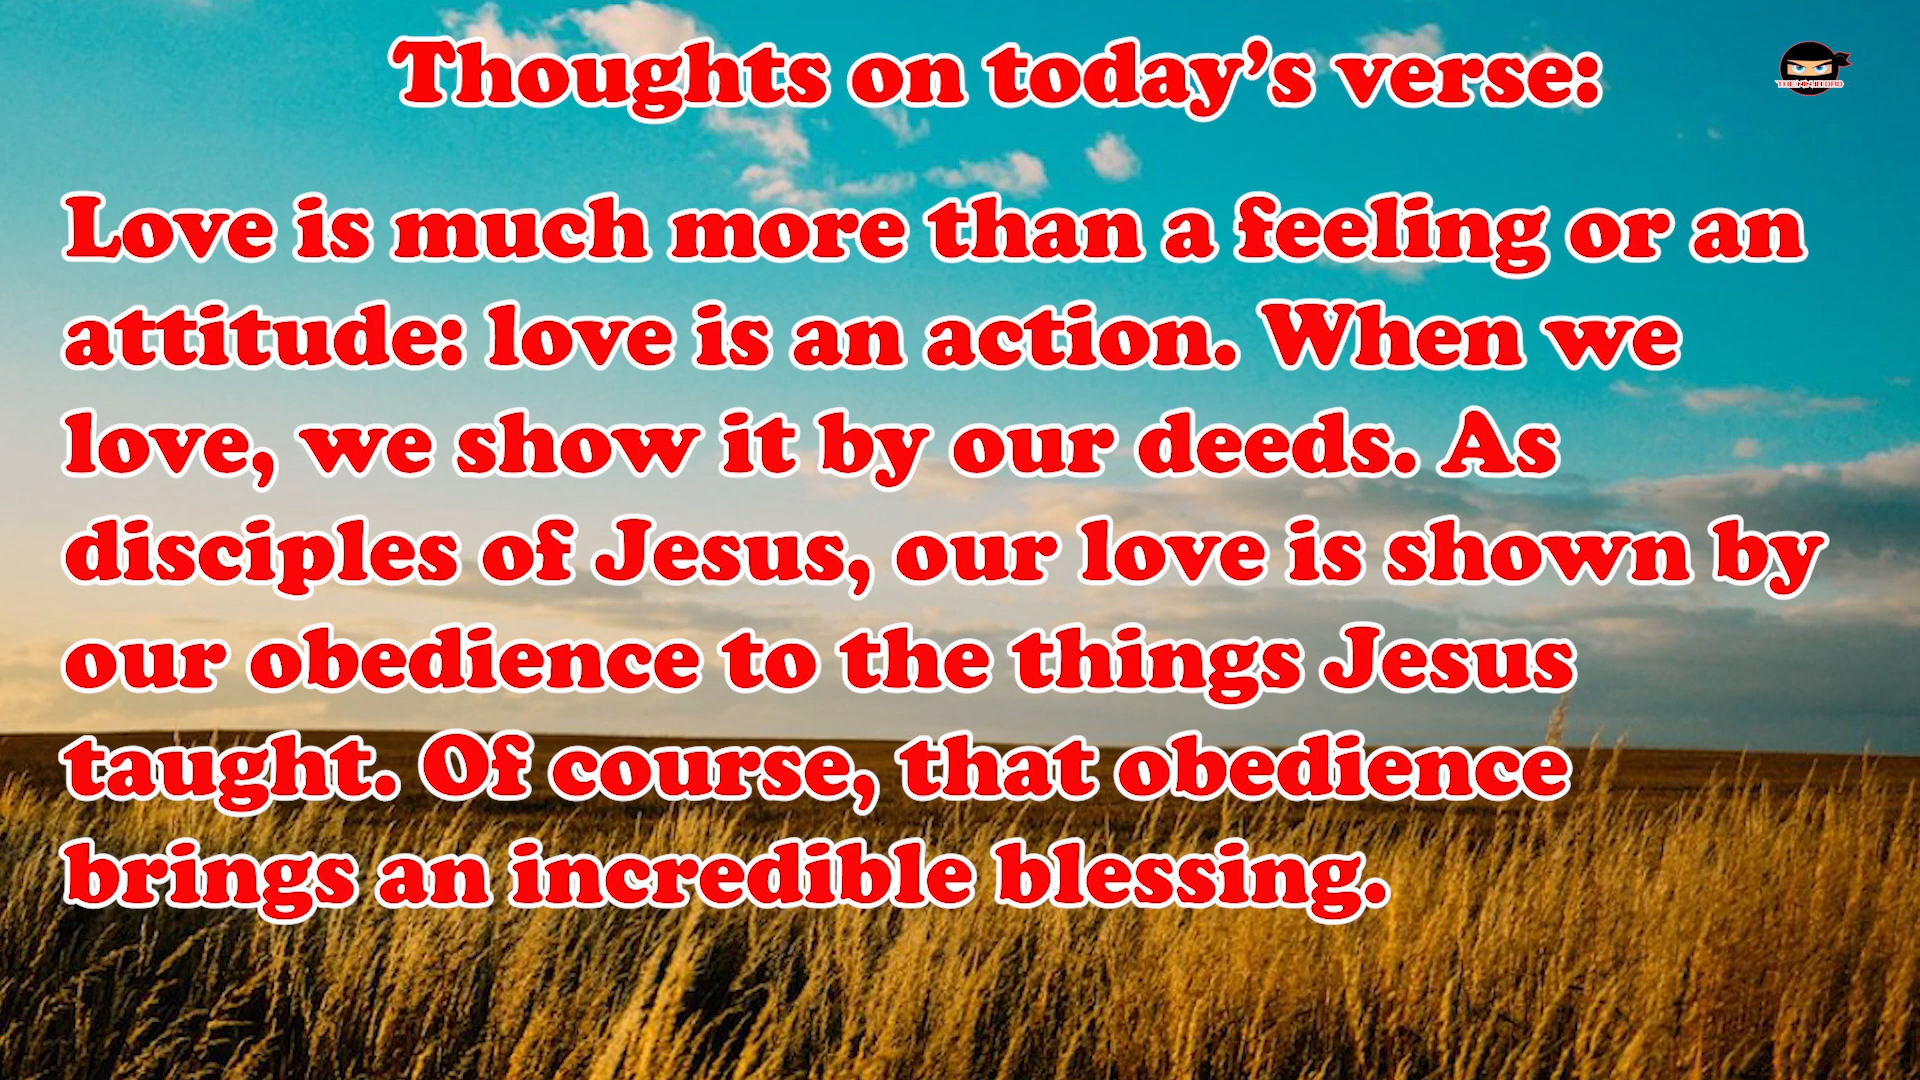 Thoughts on today’s verse:
Love is much more than a feeling or an
attitude: love is an action. When we
love, we show it by our deeds. As
disciples of Jesus, our love is shown by
our obedience to the things Jesus
taught. Of course, that obedience
brings an incredible blessing.